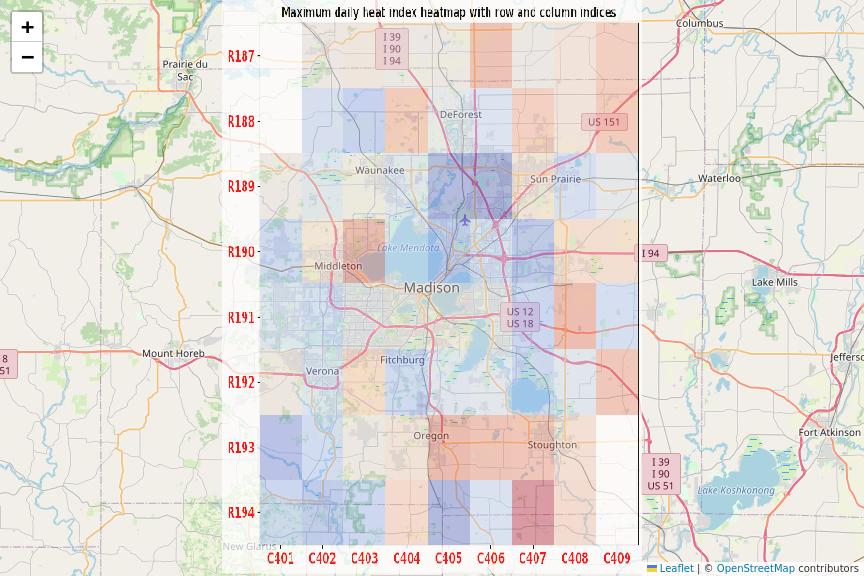 Maximum daily heat index heatmap with row and column indices
+
−
Columbus
I 39
I 90
I 94
R187
Prairie du
Sac
DeForest
R188
US 151
Waunakee
Sun Prairie
Waterloo
R189
Lake Mendota
R190
I 94
Middleton
Lake Mills
Madison
US 12
US 18
R191
8
51
Mount Horeb
Fitchburg
Jeffersc
Verona
R192
Oregon
Stoughton
Fort Atkinson
R193
I 39
I 90
US 51
Lake Koshkonong
R194
New Glarus
C401 C402 C403 C404 C405 C406 C407 C408 C409
Leaflet | © OpenStreetMap contributors